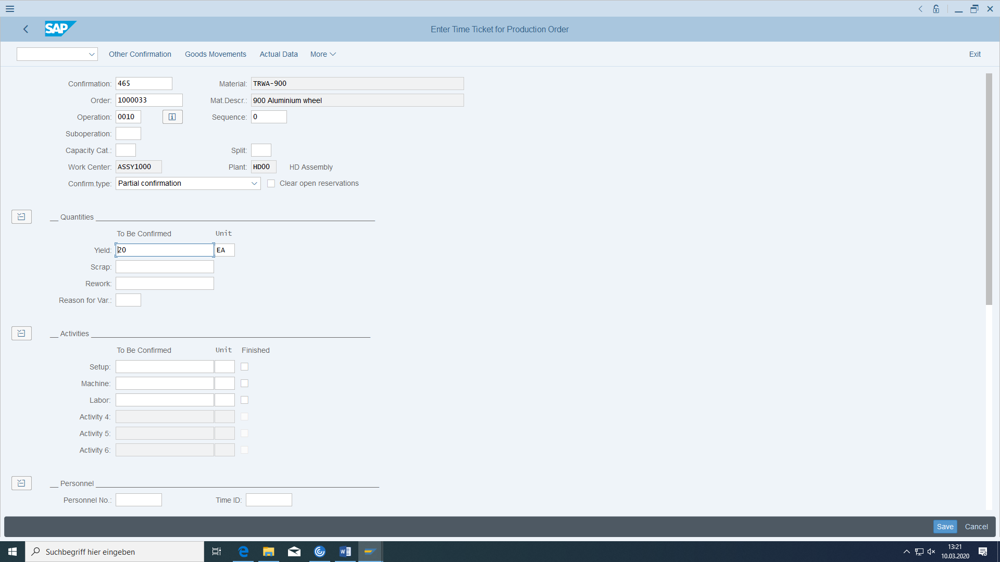 SAP
Enter Time Ticket for Production Order
Other Confirmation Goods Movements Actual Data More Exit
Confirmation: 465 Material: TRWA-900
Order: 1000033 Mat.Descr.: 900 Aluminium wheel
Operation: 0010 Sequence: 0
Suboperation:
Capacity Cat.: Split:
Work Center: ASSY1000 Plant: HD00 HD Assembly
Confirm.type: Partial confirmation Clear open reservations
Quantities
To Be Confirmed Unit
Yield: 20 EA
Scrap:
Rework:
Reason for Var.:
Activities
To Be Confirmed Unit Finished
Setup:
Machine:
Labor:
Activity 4:
Activity 5:
Activity 6:
Personnel
Personnel No.: Time ID:
Save Cancel
Suchbegriff hier eingeben
13:21
10.03.2020